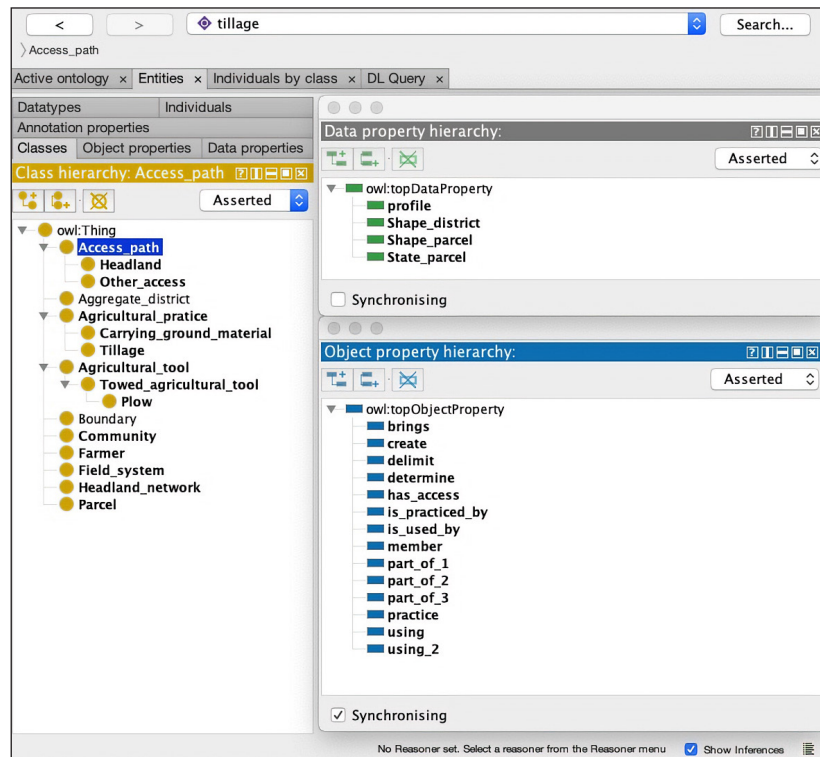 < > tillage Search...
〉Access_path
Active ontology × Entities × Individuals by class × DL Query ×
Datatypes Individuals
Annotation properties
Classes Object properties Data properties
Class hierarchy: Access_path
Asserted
owl:Thing
Access_path
Headland
Other_access
Aggregate_district
Agricultural_pratice
Carrying_ground_material
Tillage
Agricultural_tool
Towed_agricultural_tool
Plow
Boundary
Community
Farmer
Field_system
Headland_network
Parcel
Data property hierarchy:
Asserted
owl:topDataProperty
profile
Shape_district
Shape_parcel
State_parcel
Synchronising
Object property hierarchy:
Asserted
owl:topObjectProperty
brings
create
delimit
determine
has_access
is_practiced_by
is_used_by
member
part_of_1
part_of_2
part_of_3
practice
using
using_2
Synchronising
No Reasoner set. Select a reasoner from the Reasoner menu Show Inferences